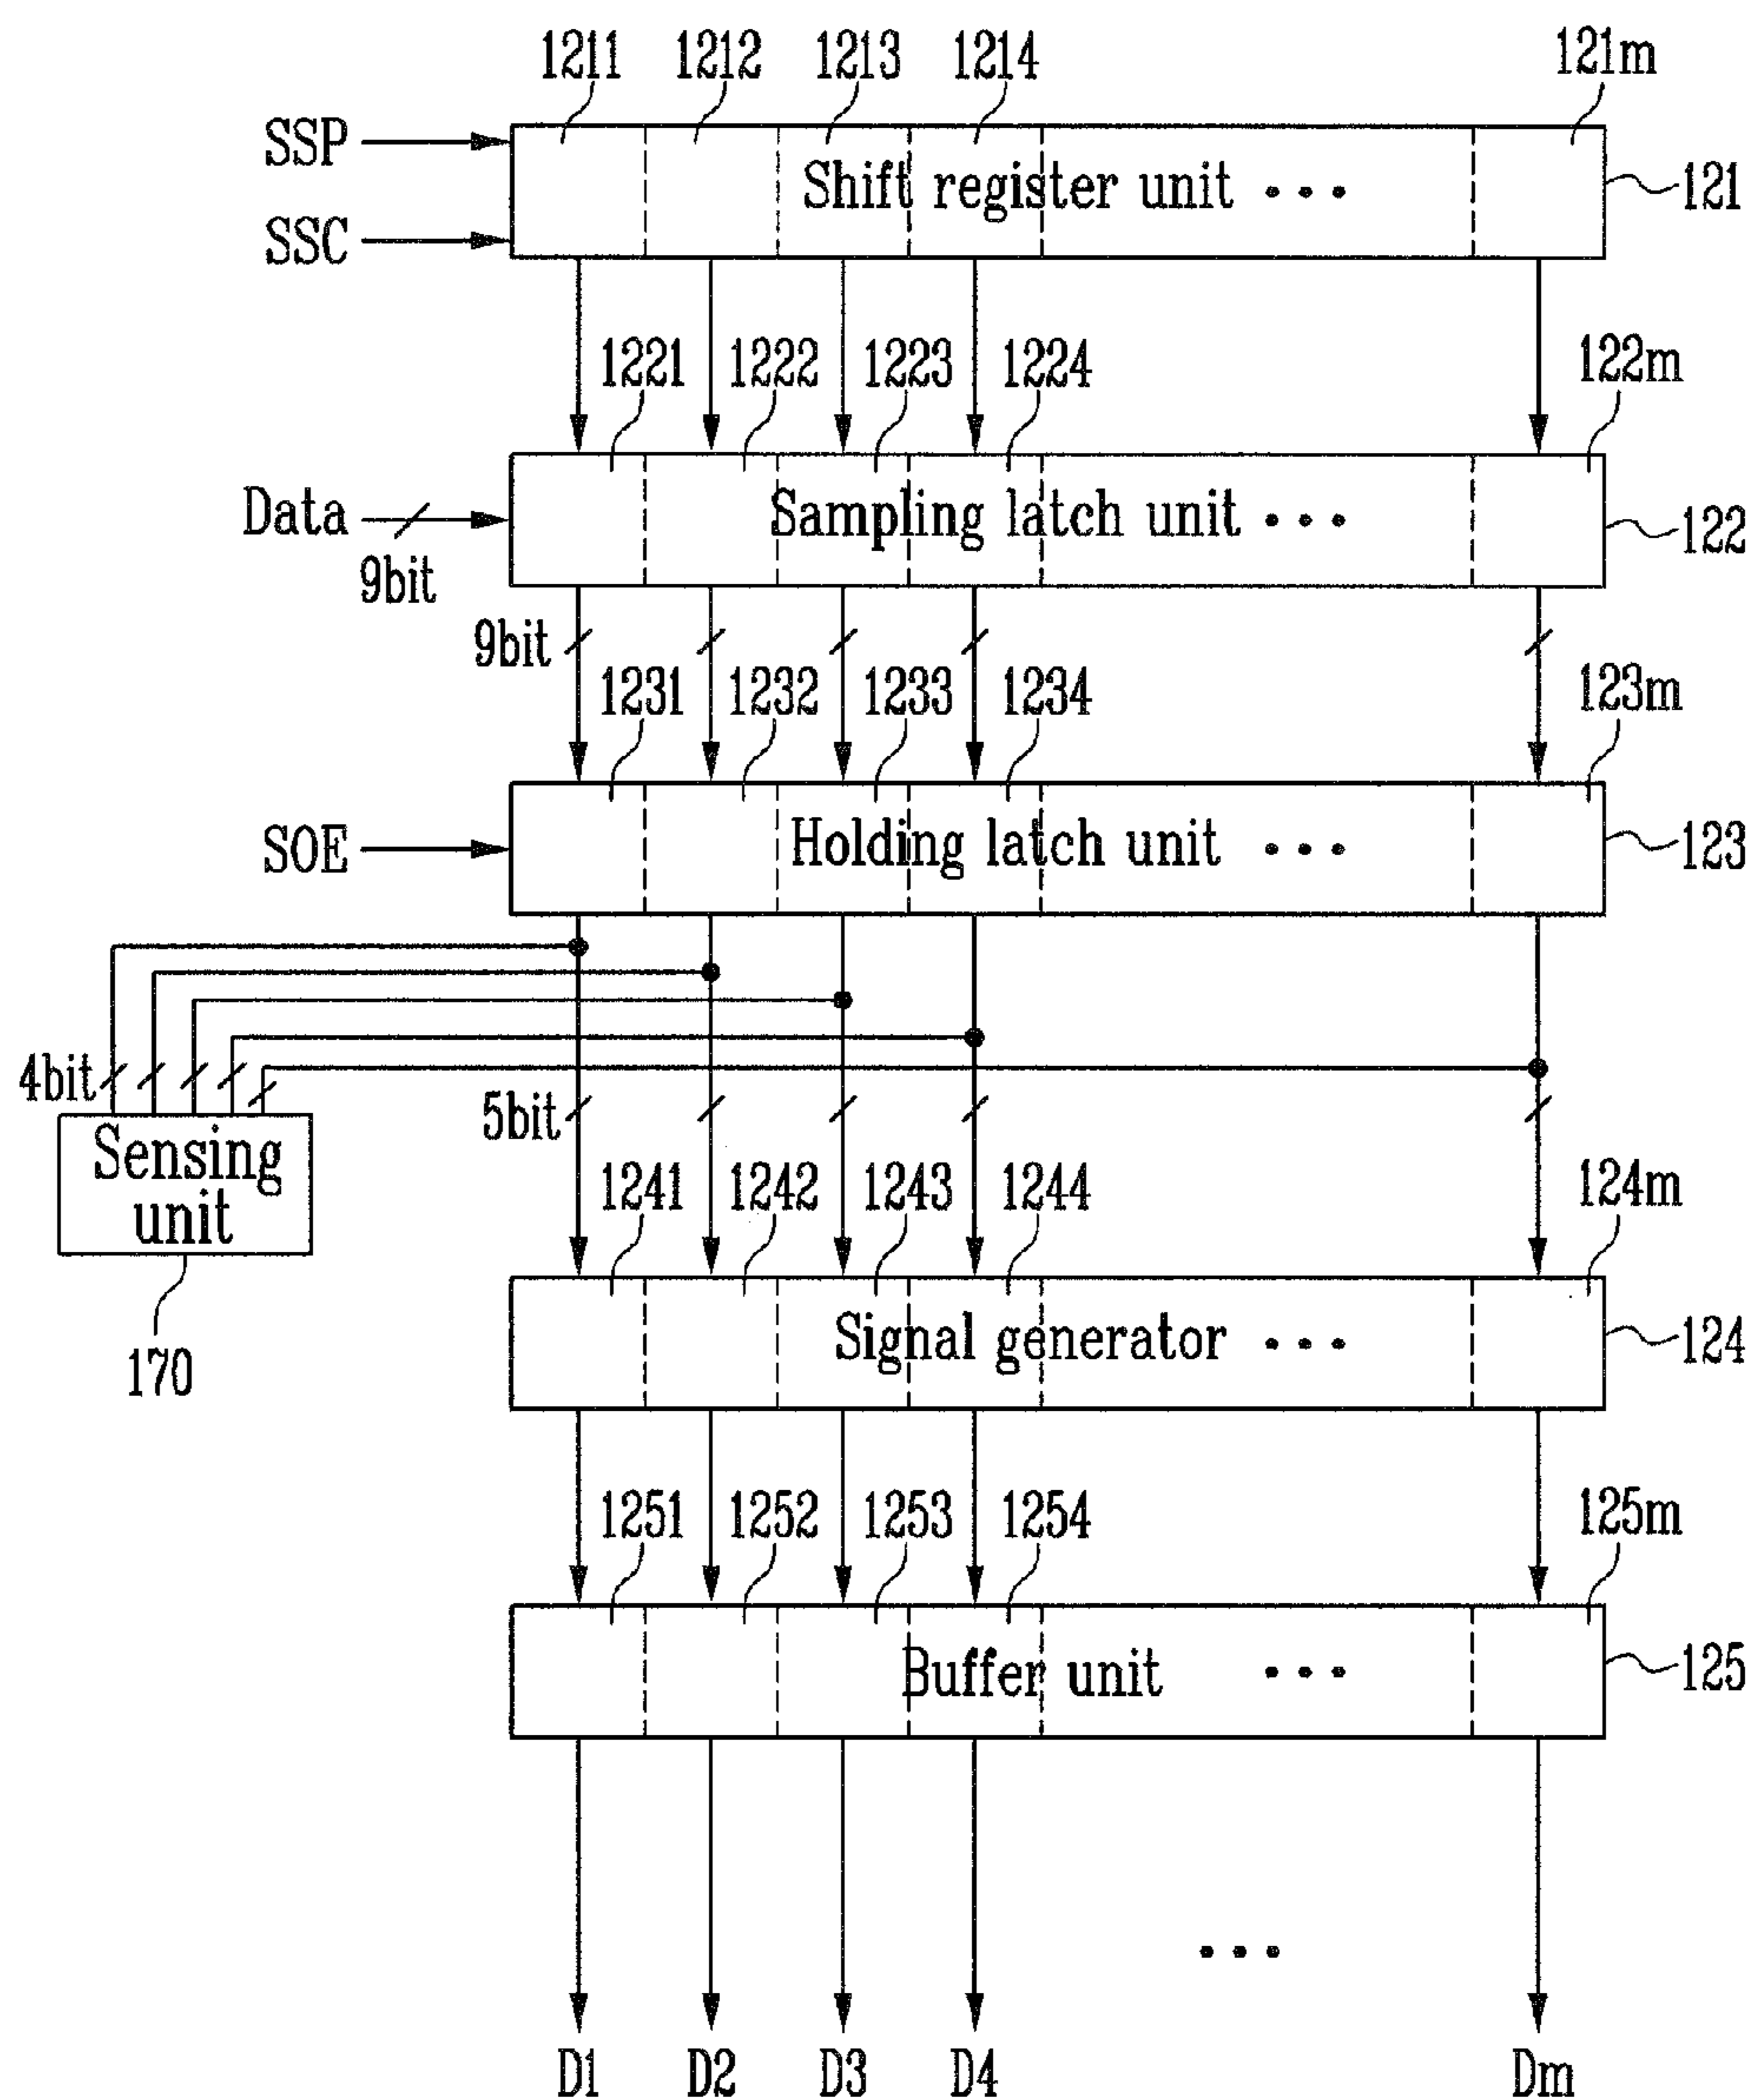 1211 1212 1213 1214 121m
SSP
Shift register unit ••• 121
SSC
1221 1222 1223 1224 122m
Data
Sampling latch unit ••• 122
9bit
9bit
1231 1232 1233 1234 123m
SOE
Holding latch unit ••• 123
4bit
5bit
Sensing
unit
170
1241 1242 1243 1244 124m
Signal generator ••• 124
1251 1252 1253 1254 125m
Buffer unit ••• 125
•••
D1 D2 D3 D4 Dm